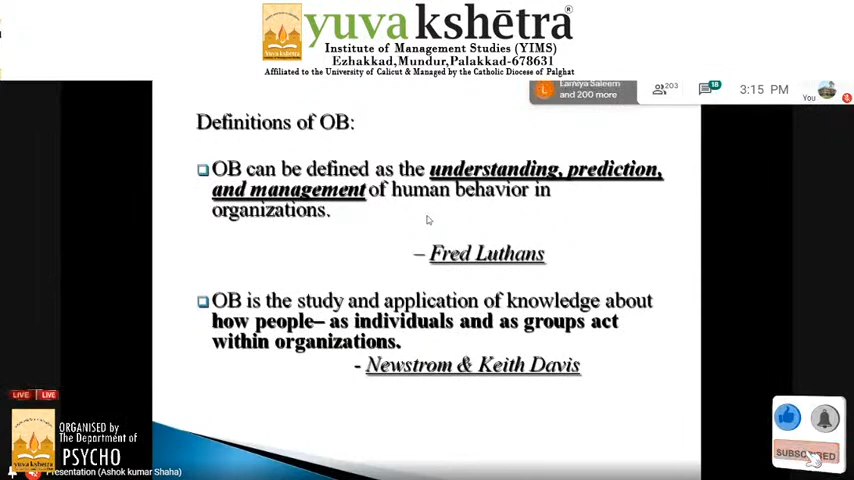 yuvakshētra®
Institute of Management Studies (YIMS)
Ezhakkad,Mundur,Palakkad-678631
Affiliated to the University of Calicut & Managed by the Catholic Diocese of Palghat
L
Lamiya Saleem
and 200 more
203
18
3:15 PM
You
Definitions of OB:
OB can be defined as the understanding, prediction,
and management of human behavior in
organizations.
– Fred Luthans
OB is the study and application of knowledge about
how people– as individuals and as groups act
within organizations.
- Newstrom & Keith Davis
LIVE LIVE
yuva kshētra
ORGANISED by
The Department of
PSYCHO
Presentation (Ashok kumar Shaha)
SUBSCRIBED